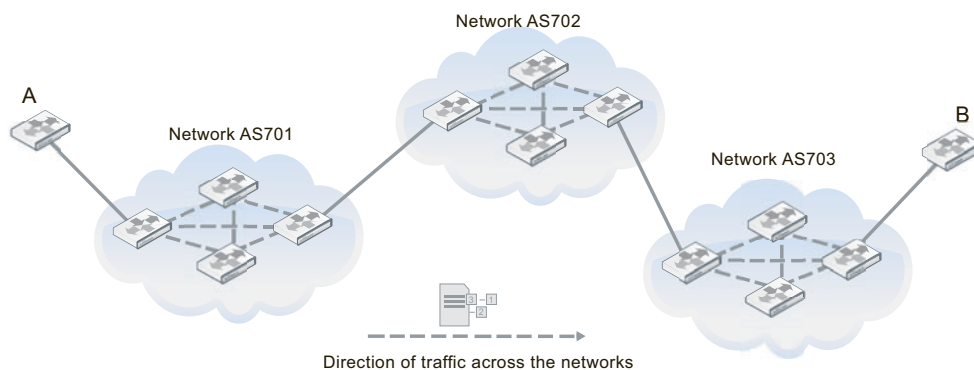 Network AS702
A
B
Network AS701
Network AS703
3
1
2
Direction of traffic across the networks